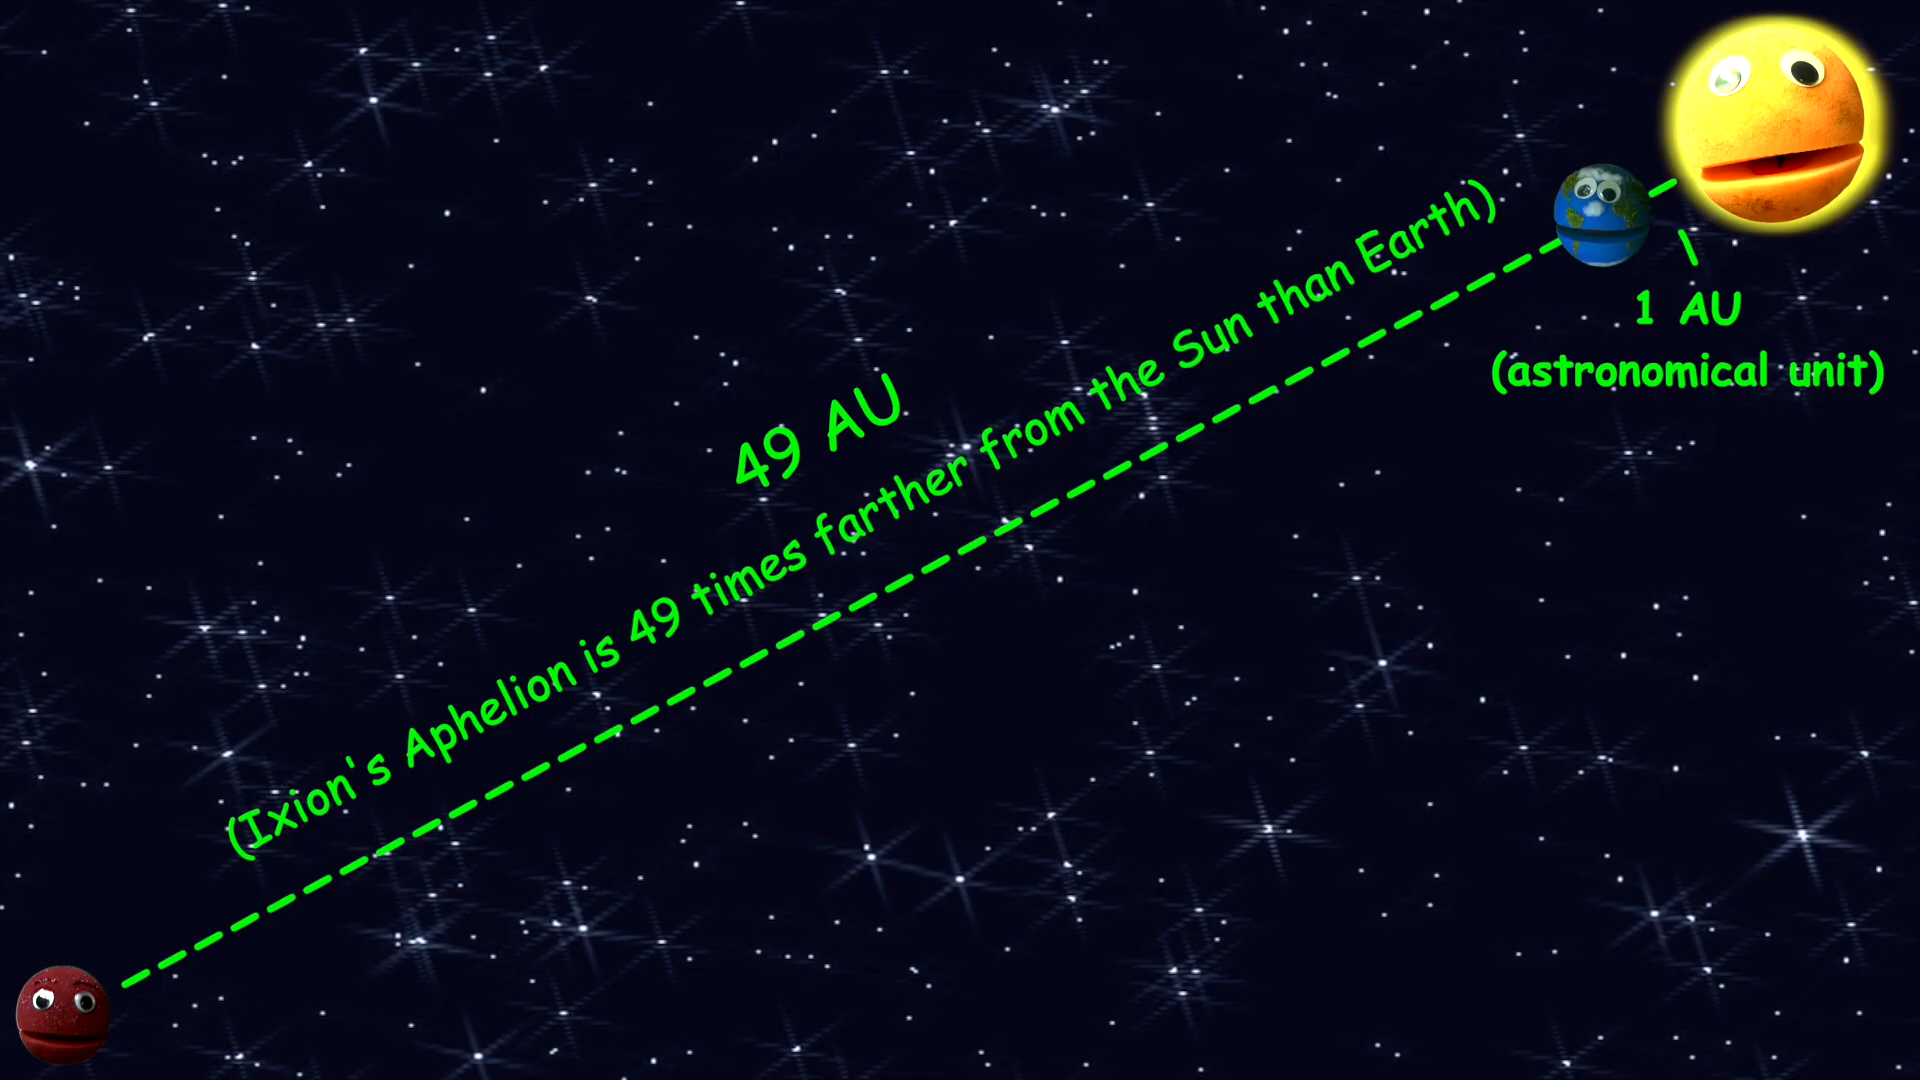 49 AU
(Ixion's Aphelion is 49 times farther from the Sun than Earth)
1 AU
(astronomical unit)